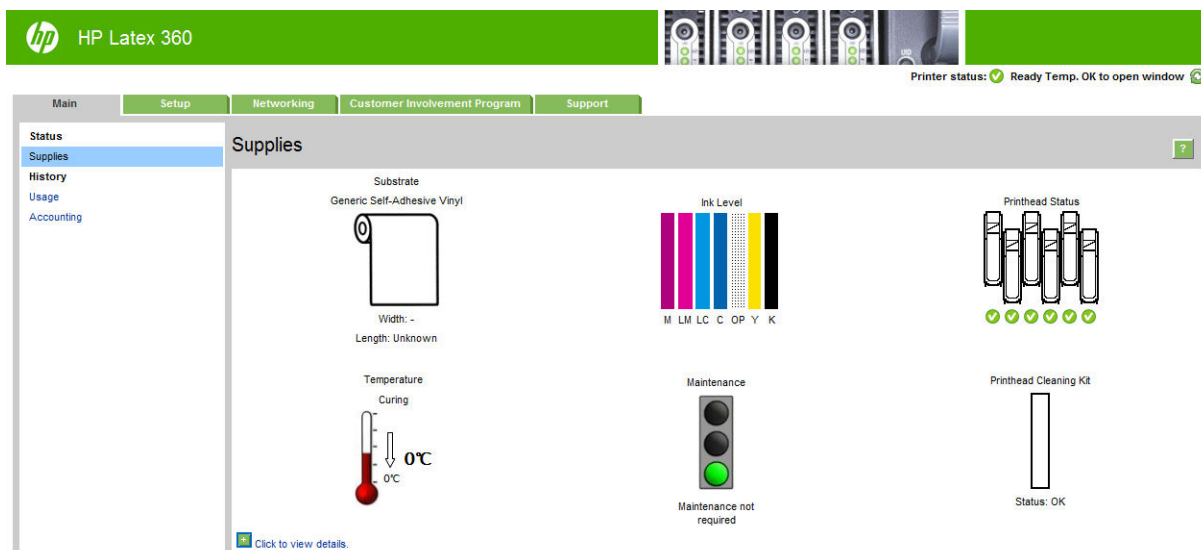 hp HP Latex 360
UID
Printer status: Ready Temp. OK to open window
Main Setup Networking Customer Involvement Program Support
Status
Supplies
History
Usage
Accounting
Supplies
?
Substrate
Generic Self-Adhesive Vinyl
Width: -
Length: Unknown
Ink Level
M LM LC C OP Y K
Printhead Status
Temperature
Curing
0°C
0°C
Maintenance
Maintenance not
required
Printhead Cleaning Kit
Status: OK
+ Click to view details.